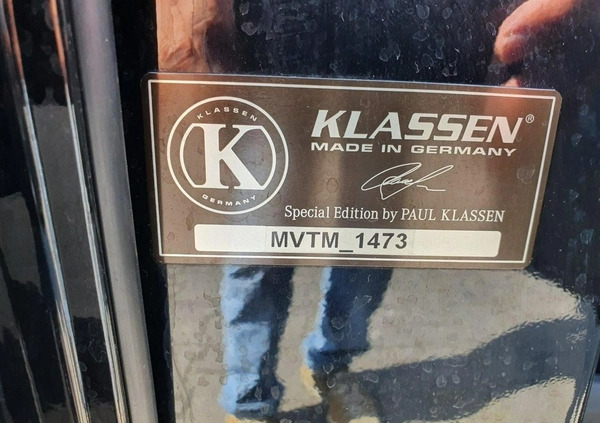 KLASSEN
K
GERMANY
KLASSEN®
MADE IN GERMANY
Special Edition by PAUL KLASSEN
MVTM_1473